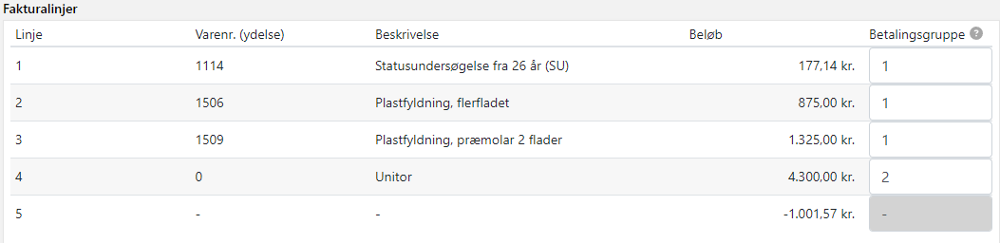 Fakturalinjer
Linje Varenr. (ydelse) Beskrivelse Beløb Betalingsgruppe ?
1 1114 Statusundersøgelse fra 26 år (SU) 177,14 kr. 1
2 1506 Plastfyldning, flerfladet 875,00 kr. 1
3 1509 Plastfyldning, præmolar 2 flader 1.325,00 kr. 1
4 0 Unitor 4.300,00 kr. 2
5 - - -1.001,57 kr. -